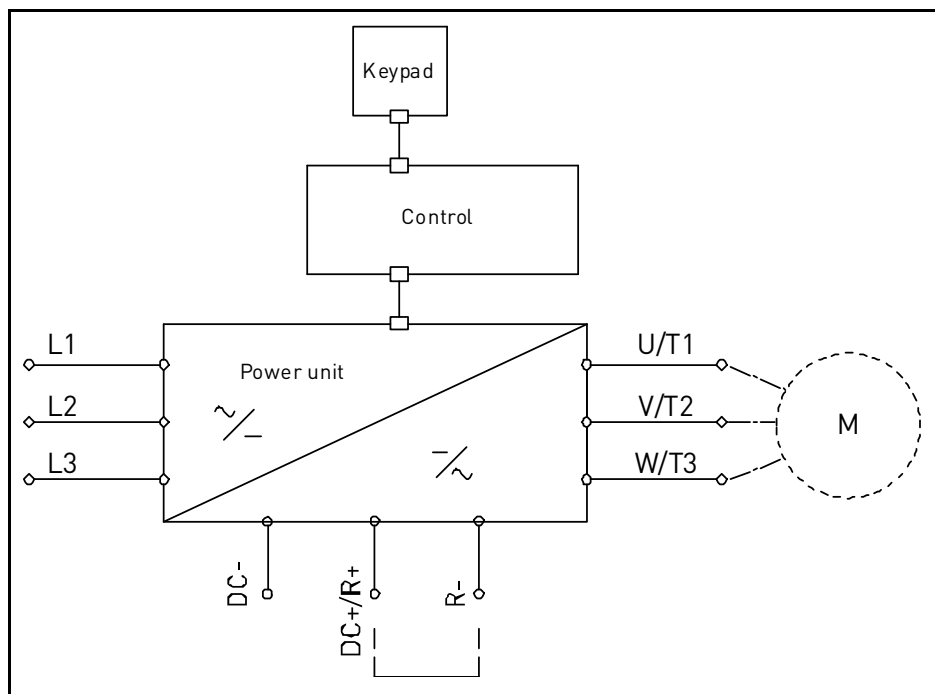 Keypad
Control
Power unit
L1
L2
L3
U/T1
V/T2
W/T3
M
DC-
DC+/R+
R-